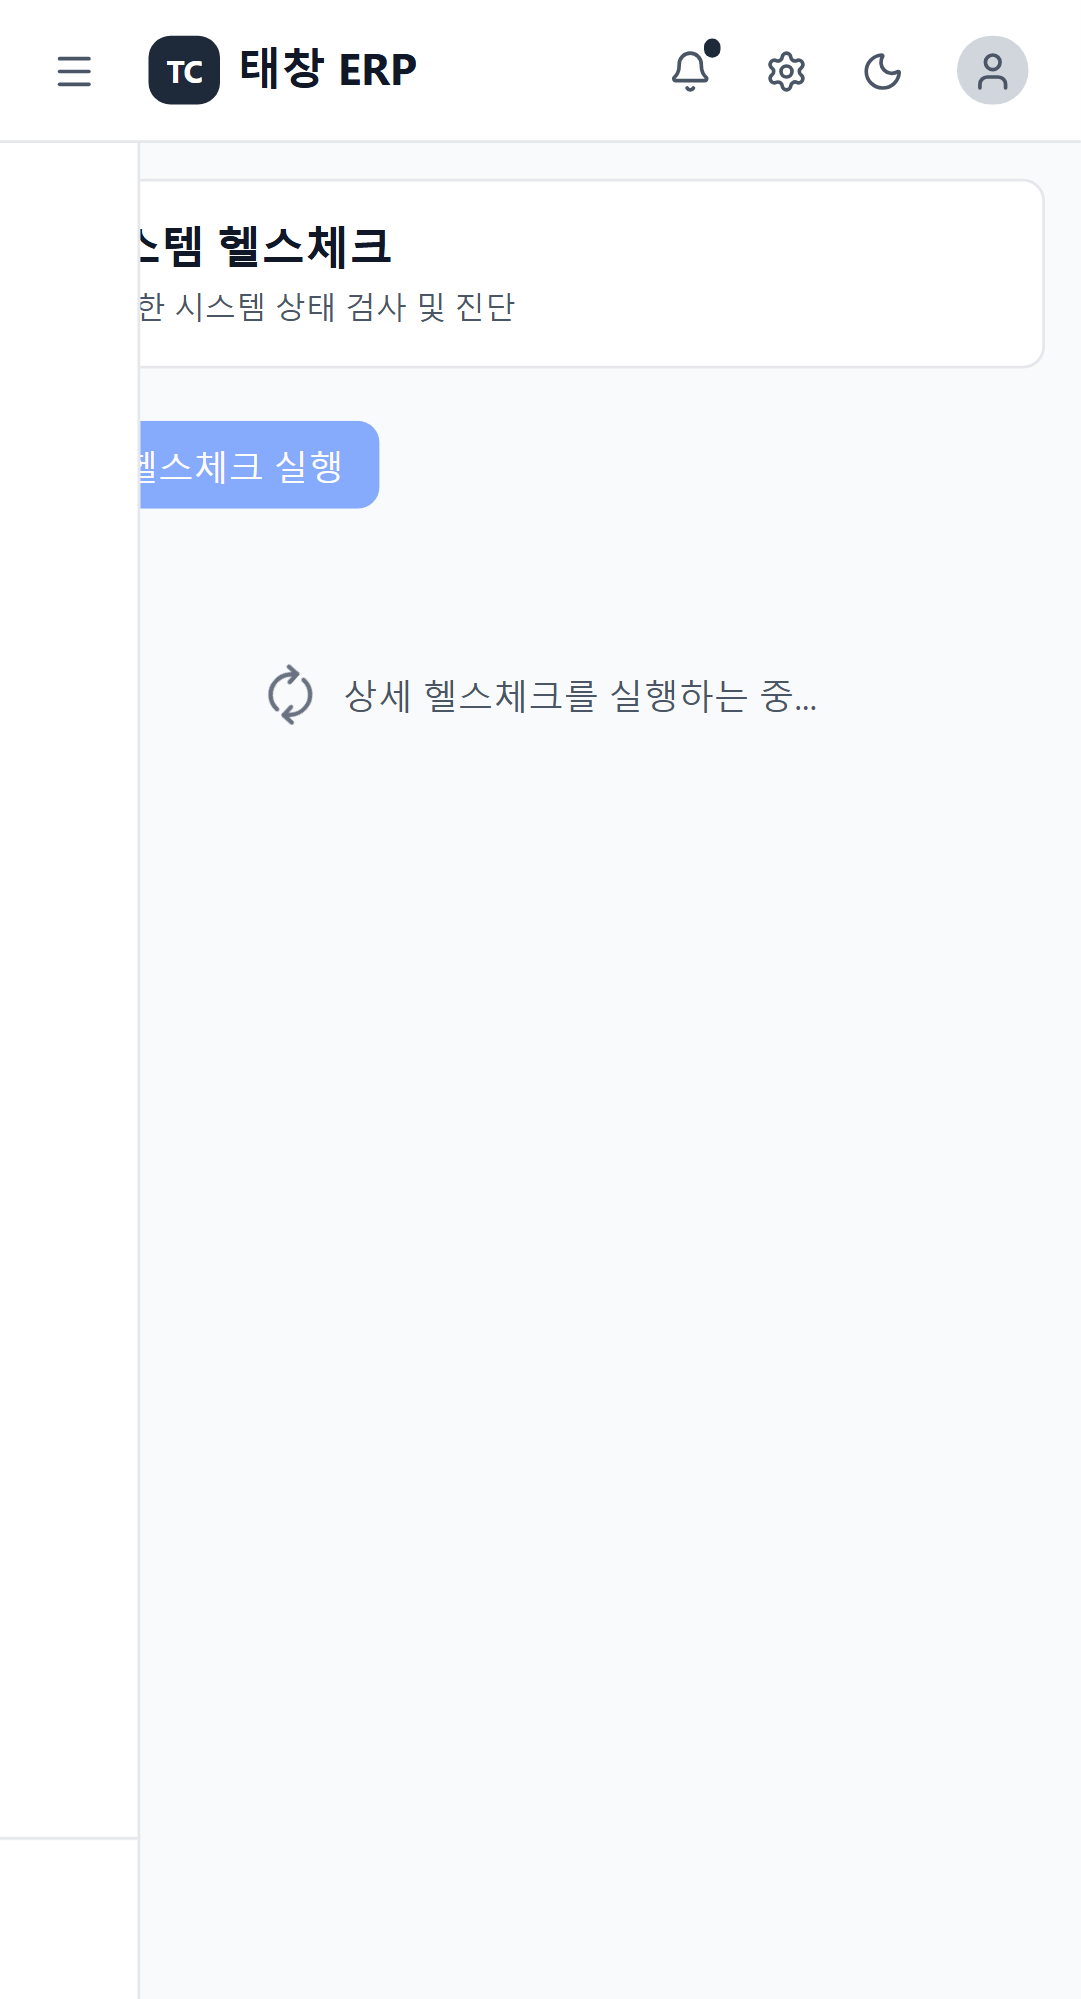 TC 태창 ERP
스템 헬스체크
한 시스템 상태 검사 및 진단
헬스체크 실행
상세 헬스체크를 실행하는 중...